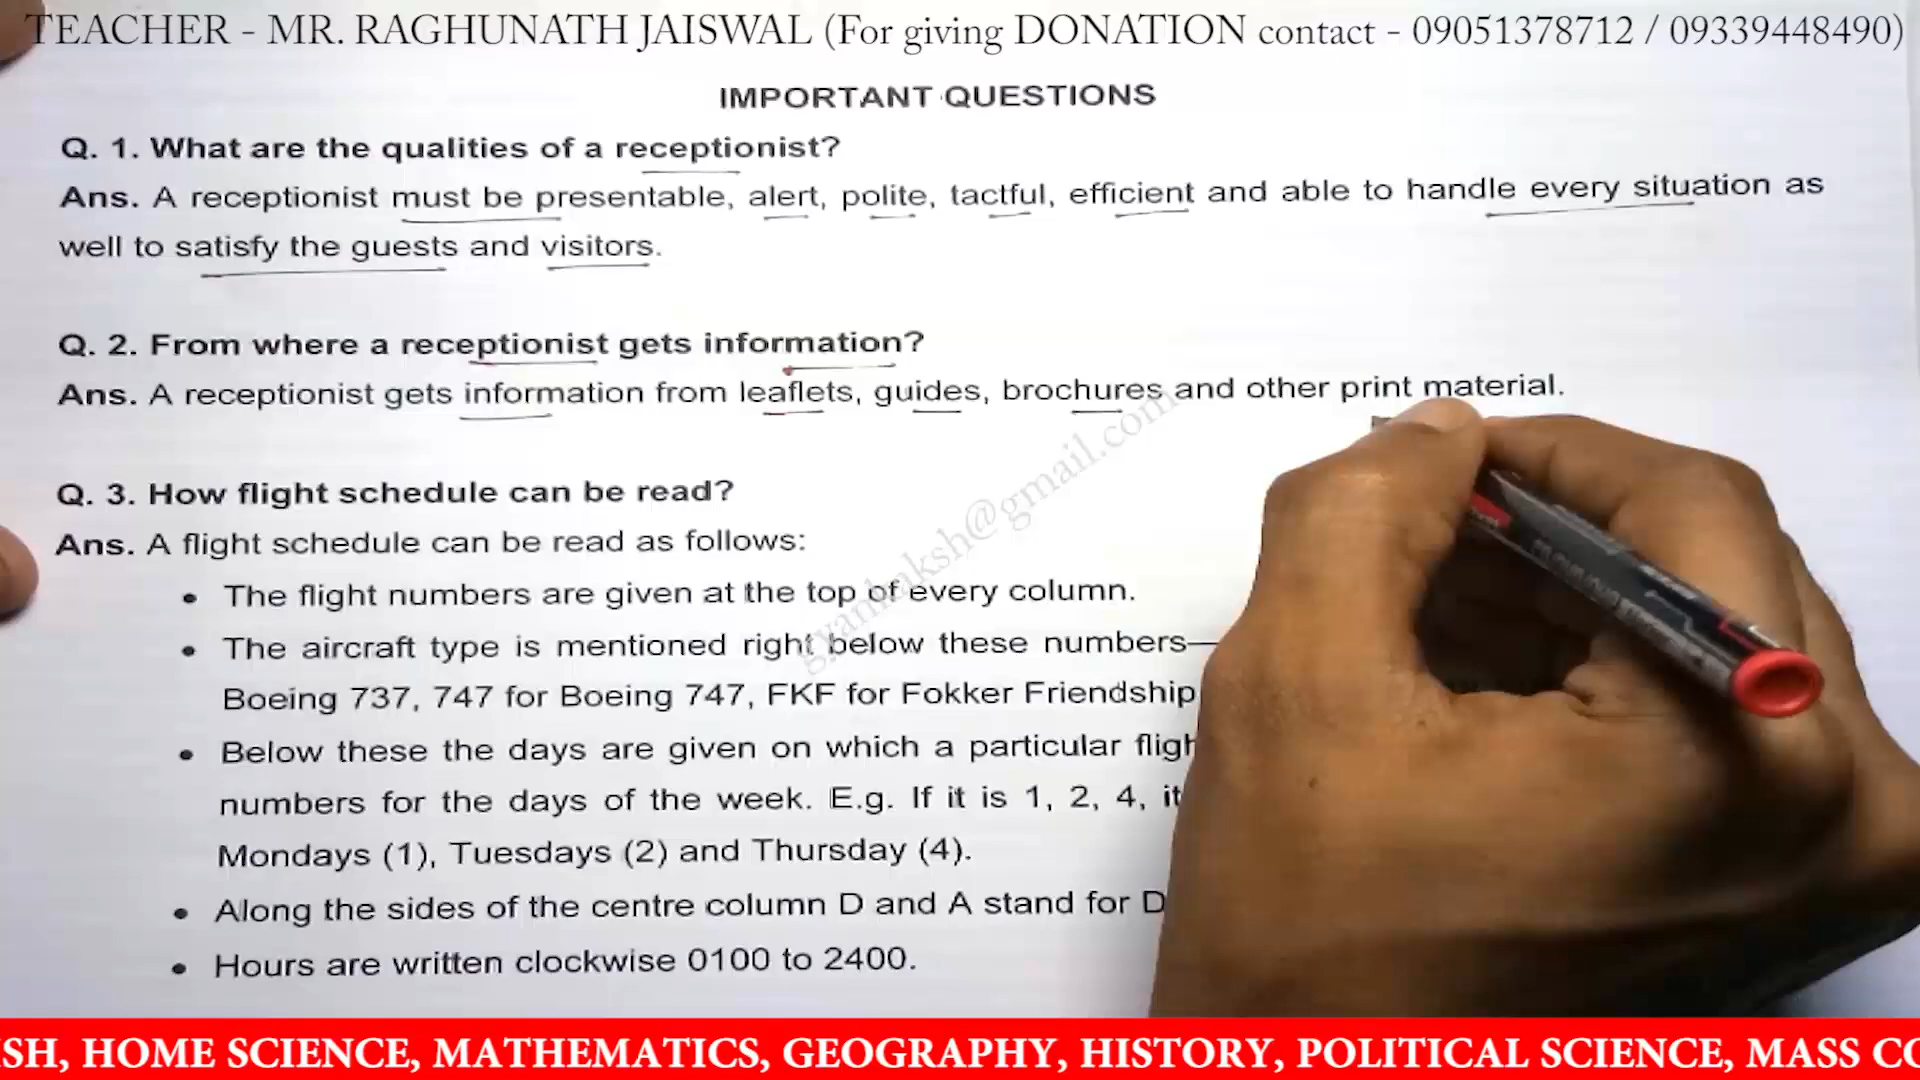 TEACHER - MR. RAGHUNATH JAISWAL (For giving DONATION contact - 09051378712 / 09339448490)
IMPORTANT QUESTIONS
Q. 1. What are the qualities of a receptionist?
Ans. A receptionist must be presentable, alert, polite, tactful, efficient and able to handle every situation as
well to satisfy the guests and visitors.
Q. 2. From where a receptionist gets information?
Ans. A receptionist gets information from leaflets, guides, brochures and other print material.
Q. 3. How flight schedule can be read?
Ans. A flight schedule can be read as follows:
• The flight numbers are given at the top of every column.
• The aircraft type is mentioned right below these numbers—
Boeing 737, 747 for Boeing 747, FKF for Fokker Friendship
• Below these the days are given on which a particular fligh
numbers for the days of the week. E.g. If it is 1, 2, 4, it
Mondays (1), Tuesdays (2) and Thursday (4).
• Along the sides of the centre column D and A stand for D
• Hours are written clockwise 0100 to 2400.
SH, HOME SCIENCE, MATHEMATICS, GEOGRAPHY, HISTORY, POLITICAL SCIENCE, MASS CO